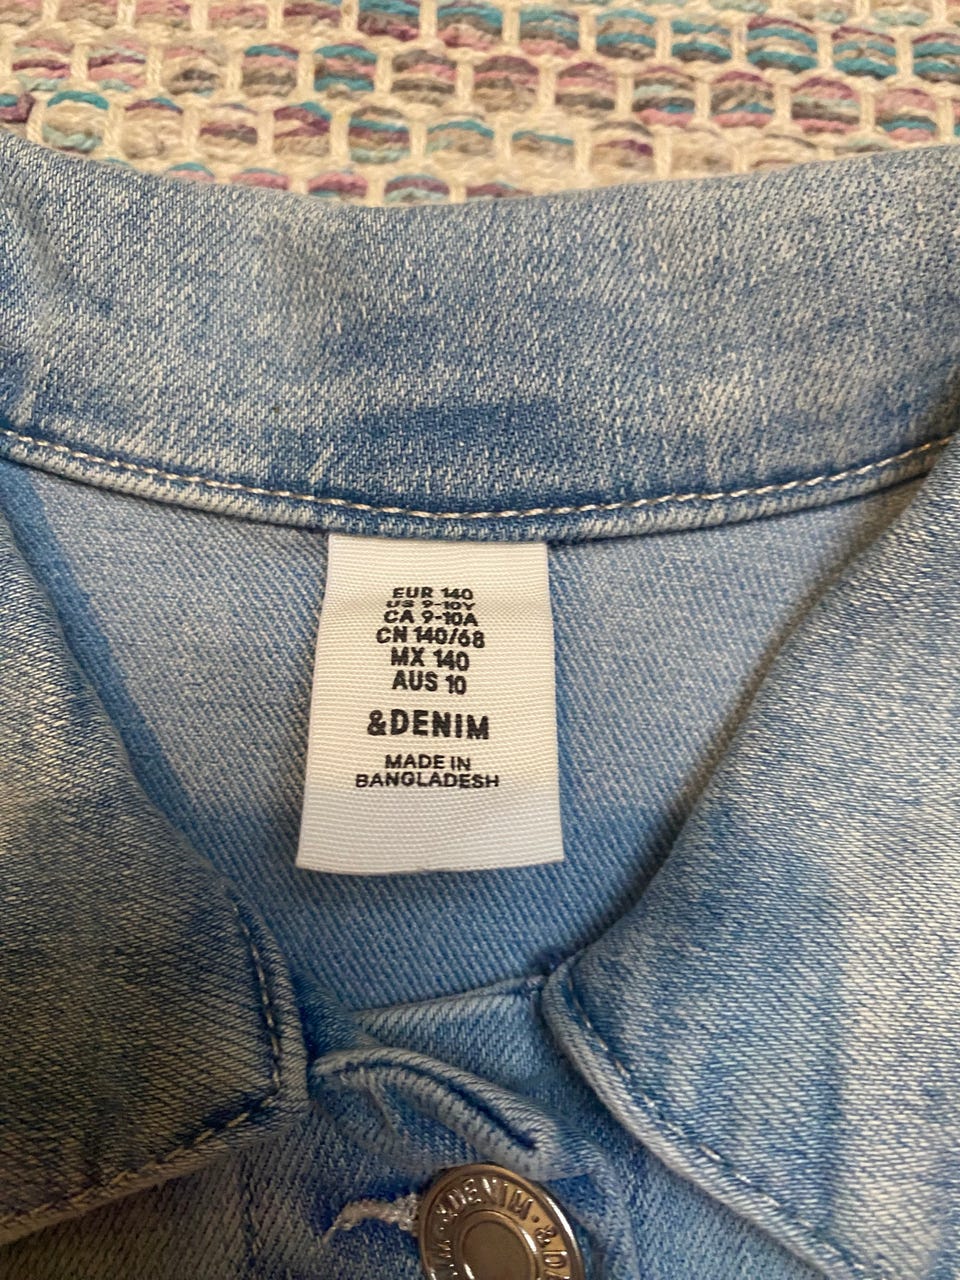 EUR 140
US 9-10Y
CA 9-10A
CN 140/68
MX 140
AUS 10
&DENIM
MADE IN
BANGLADESH
&DENIM